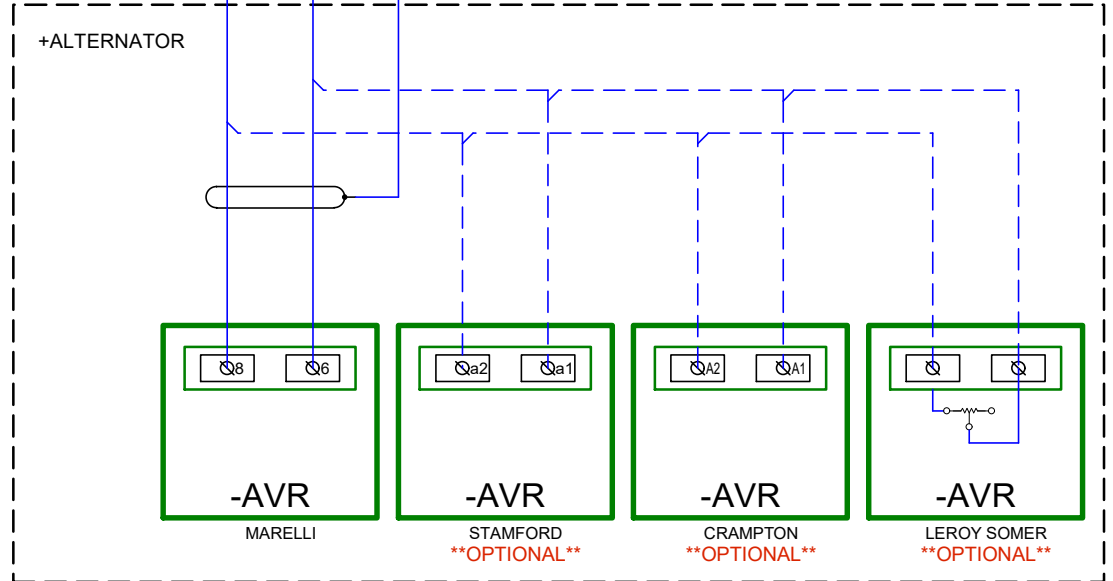 +ALTERNATOR
8 6 a2 a1 A2 A1
-AVR -AVR -AVR -AVR
MARELLI STAMFORD CRAMPTON LEROY SOMER
**OPTIONAL** **OPTIONAL** **OPTIONAL**